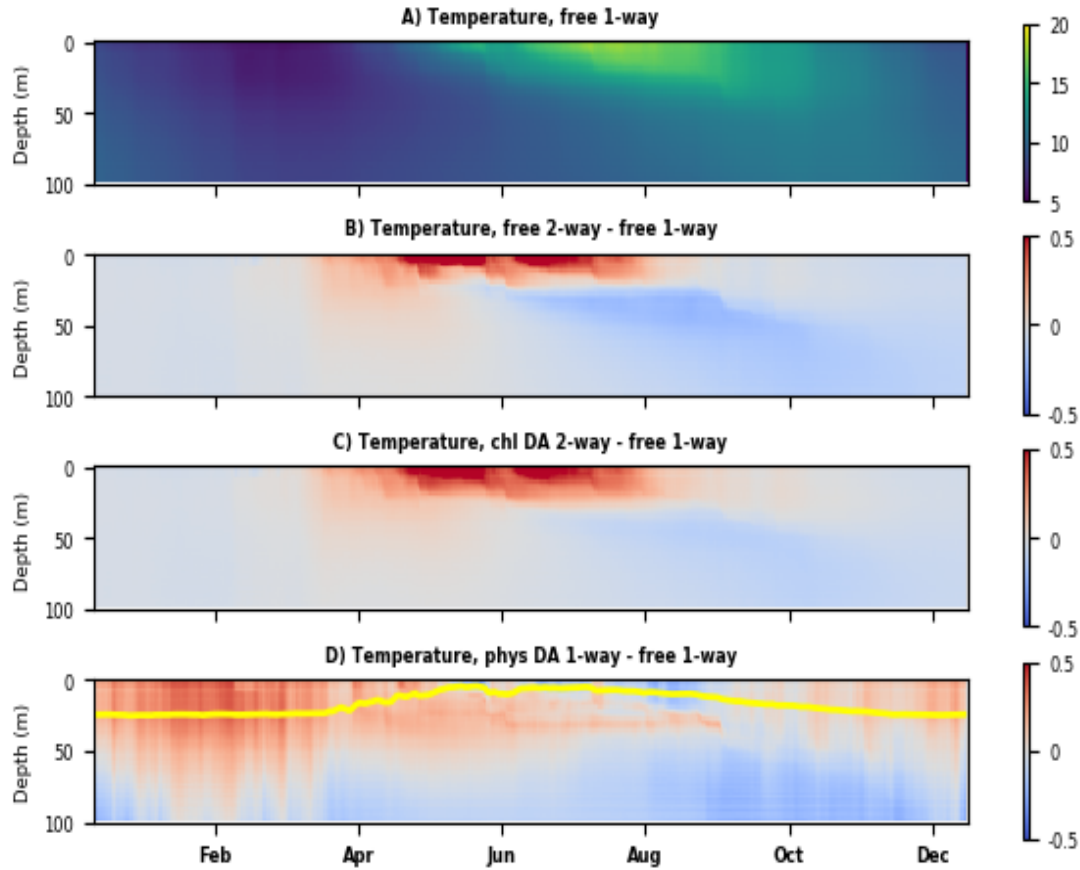 A) Temperature, free 1-way
Depth (m)
0
50
100
20
15
10
5
B) Temperature, free 2-way - free 1-way
Depth (m)
0
50
100
0.5
0
-0.5
C) Temperature, chl DA 2-way - free 1-way
Depth (m)
0
50
100
0.5
0
-0.5
D) Temperature, phys DA 1-way - free 1-way
Depth (m)
0
50
100
0.5
0
-0.5
Feb Apr Jun Aug Oct Dec